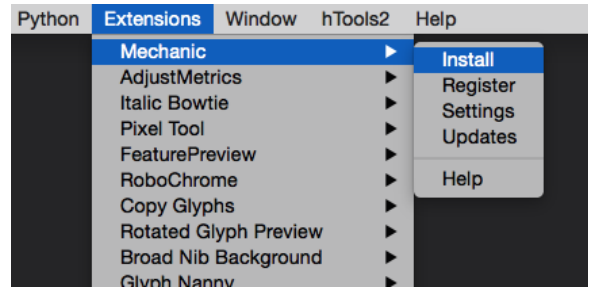 Python Extensions Window hTools2 Help
Mechanic
Install
Register
Settings
Updates
Help
AdjustMetrics
Italic Bowtie
Pixel Tool
FeaturePreview
RoboChrome
Copy Glyphs
Rotated Glyph Preview
Broad Nib Background
Glyph Nanny